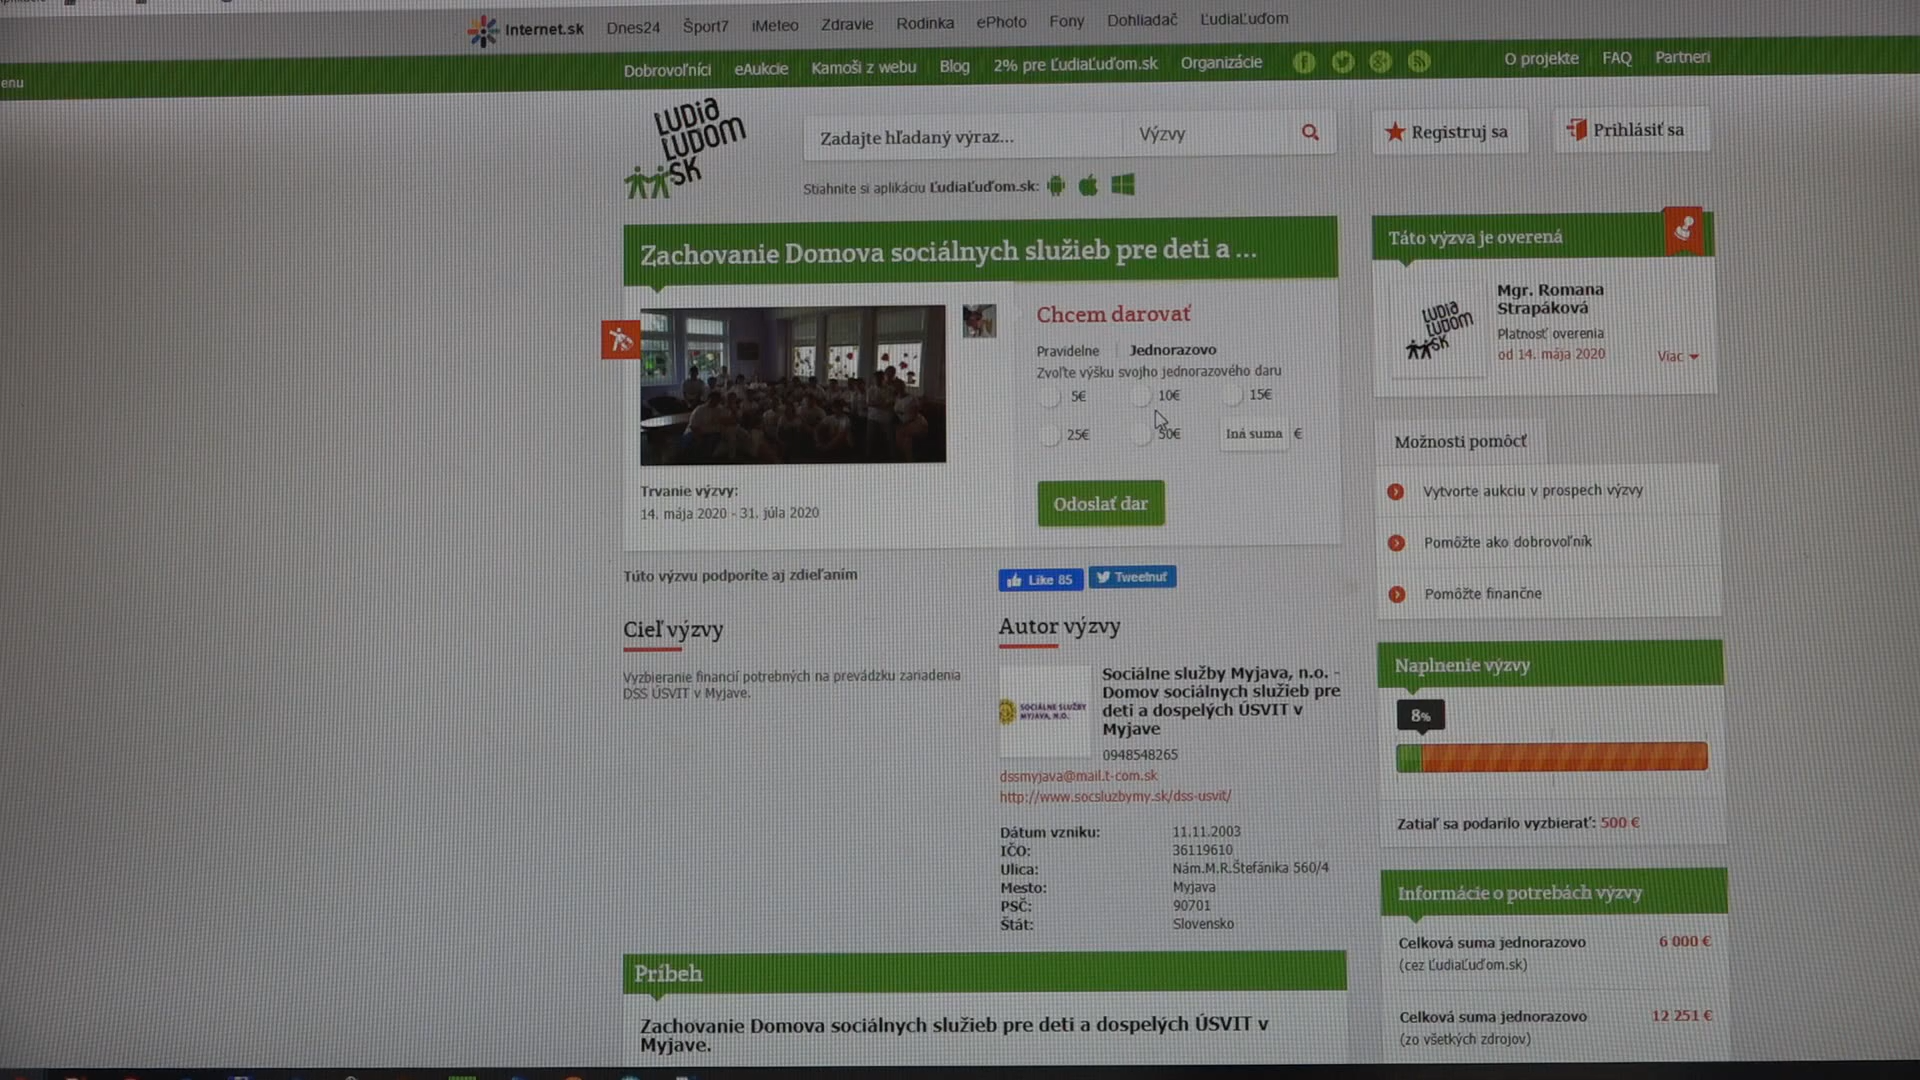 Internet.sk Dnes24 Šport7 iMeteo Zdravie Rodinka ePhoto Fony Dohliadač ĽudiaĽuďom
enu
Dobrovoľníci eAukcie Kamoši z webu Blog 2% pre ĽudiaĽuďom.sk Organizácie O projekte FAQ Partneri
LUDIA
LUDOM
SK
Zadajte hľadaný výraz... Výzvy
Registruj sa
Prihlásiť sa
Stiahnite si aplikáciu ĽudiaĽuďom.sk:
Zachovanie Domova sociálnych služieb pre deti a ...
Chcem darovať
Pravidelne Jednorazovo
Zvoľte výšku svojho jednorazového daru
5€ 10€ 15€
25€ 50€ Iná suma €
Odoslať dar
Trvanie výzvy:
14. mája 2020 - 31. júla 2020
Túto výzvu podporíte aj zdieľaním
Like 85
Tweetnuť
Cieľ výzvy
Vyzbieranie financií potrebných na prevádzku zariadenia
DSS ÚSVIT v Myjave.
Autor výzvy
SOCIÁLNE SLUŽBY
MYJAVA, N.O.
Sociálne služby Myjava, n.o. -
Domov sociálnych služieb pre
deti a dospelých ÚSVIT v
Myjave
0948548265
dssmyjava@mail.t-com.sk
http://www.socsluzbymy.sk/dss-usvit/
Dátum vzniku: 11.11.2003
IČO: 36119610
Ulica: Nám.M.R.Štefánika 560/4
Mesto: Myjava
PSČ: 90701
Štát: Slovensko
Príbeh
Zachovanie Domova sociálnych služieb pre deti a dospelých ÚSVIT v
Myjave.
Táto výzva je overená
LUDIA
LUDOM
SK
Mgr. Romana
Strapáková
Platnosť overenia
od 14. mája 2020
Viac
Možnosti pomôcť
Vytvorte aukciu v prospech výzvy
Pomôžte ako dobrovoľník
Pomôžte finančne
Naplnenie výzvy
8%
Zatiaľ sa podarilo vyzbierať: 500 €
Informácie o potrebách výzvy
Celková suma jednorazovo 6 000 €
(cez ĽudiaĽuďom.sk)
Celková suma jednorazovo 12 251 €
(zo všetkých zdrojov)